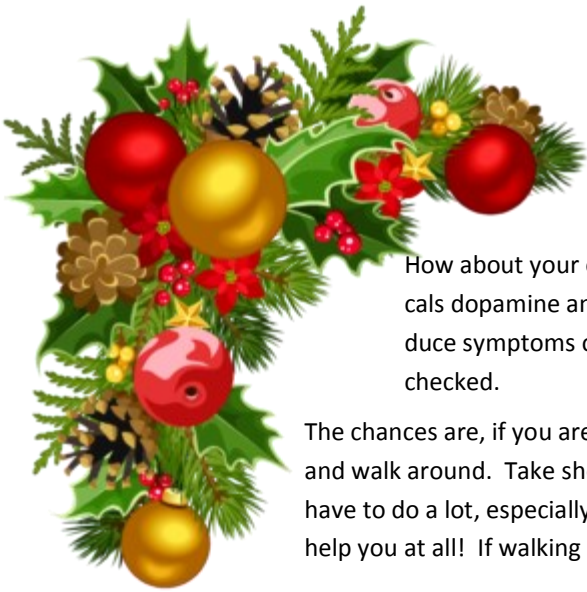 How about your
cals dopamine
duce symptoms
checked.
The chances are, if you are
and walk around.  Take sh
have to do a lot, especially
help you at all! If walking